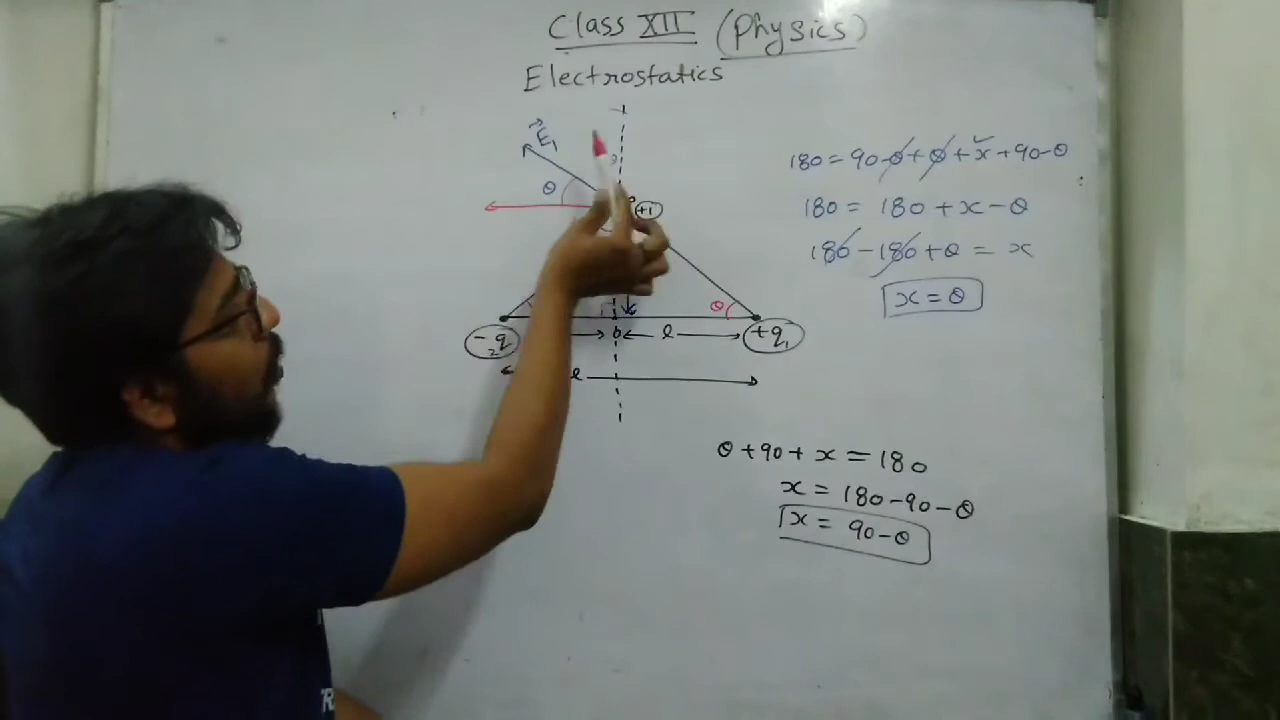 Class XII (Physics)
Electrostatics
E₁
θ
+1
θ
-q₂
b
l
+q₁
l
180 = 90-θ+θ+x+90-θ
180 = 180+x-θ
180-180+θ = x
x = θ
θ+90+x=180
x = 180-90-θ
x = 90-θ